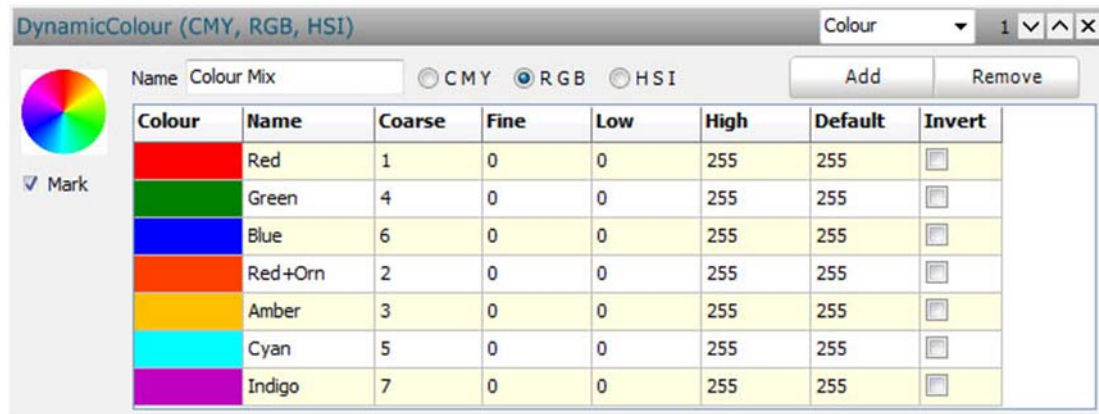 DynamicColour (CMY, RGB, HSI) Colour 1
Name Colour Mix CMY RGB HSI Add Remove
Mark
Colour Name Coarse Fine Low High Default Invert
Red 1 0 0 255 255
Green 4 0 0 255 255
Blue 6 0 0 255 255
Red+Orn 2 0 0 255 255
Amber 3 0 0 255 255
Cyan 5 0 0 255 255
Indigo 7 0 0 255 255